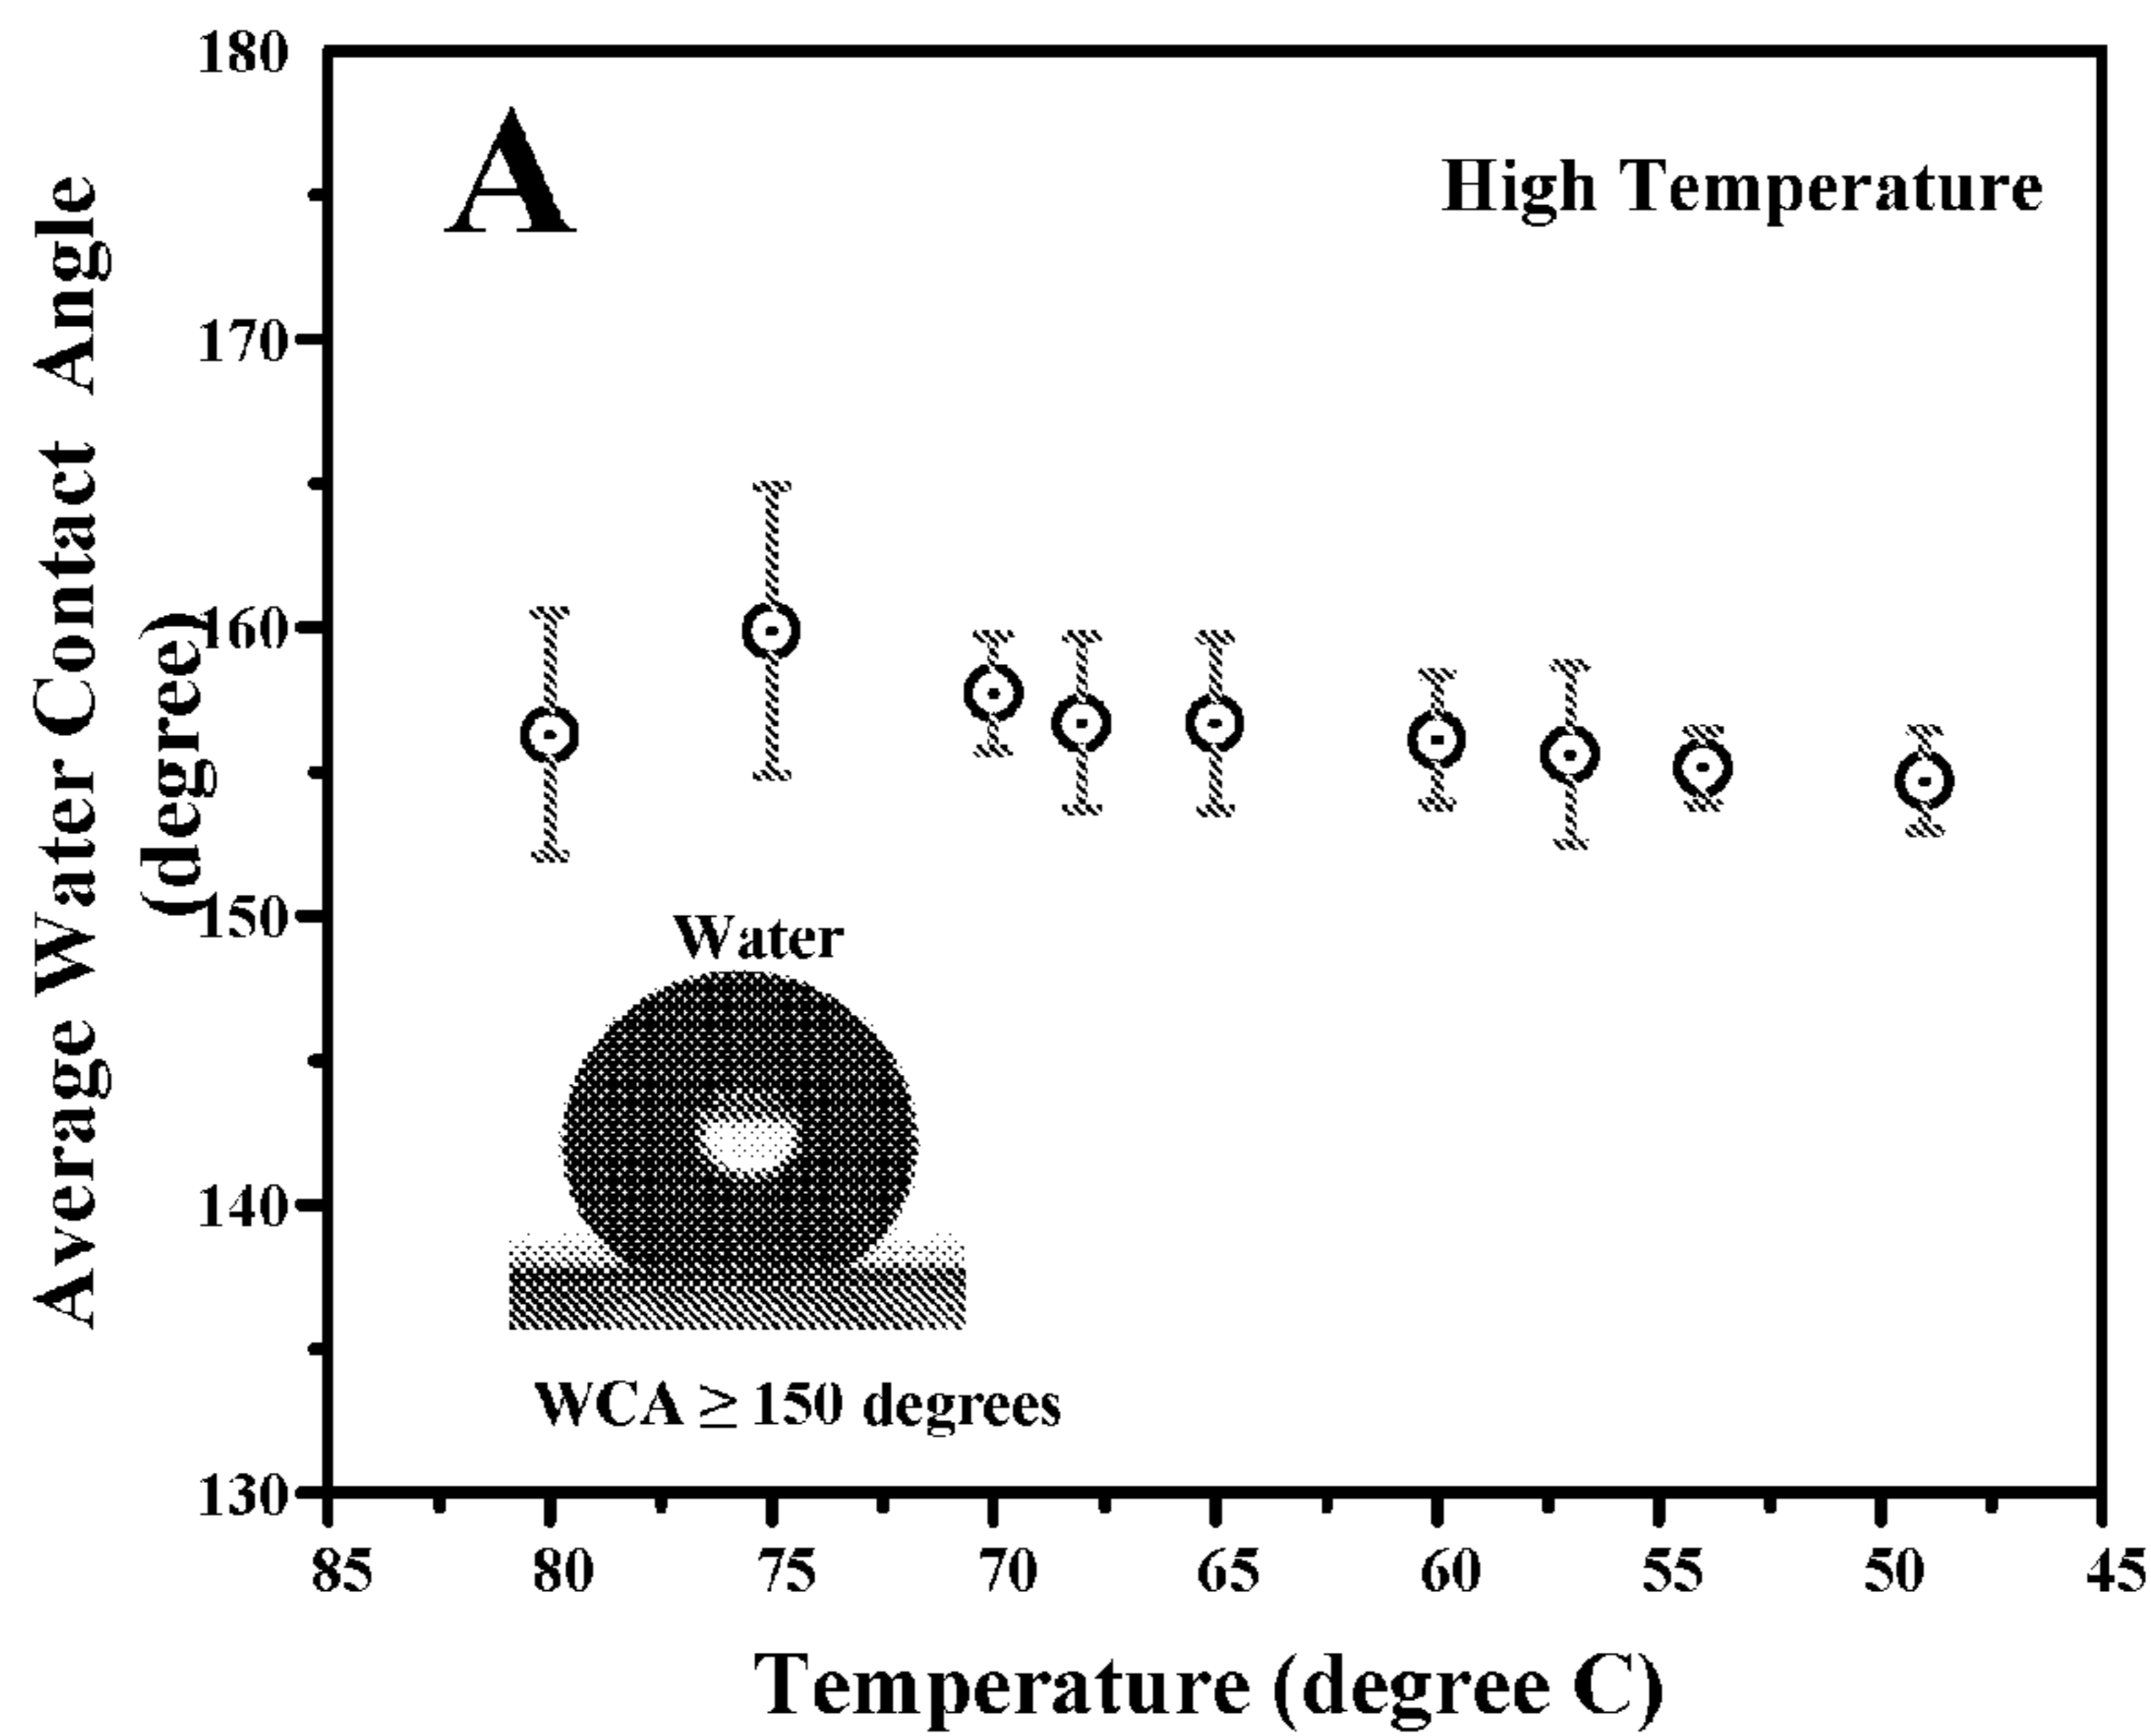 A
High Temperature
Average Water Contact Angle
(degree)
180
170
160
150
140
130
Water
WCA ≥ 150 degrees
85 80 75 70 65 60 55 50 45
Temperature (degree C)